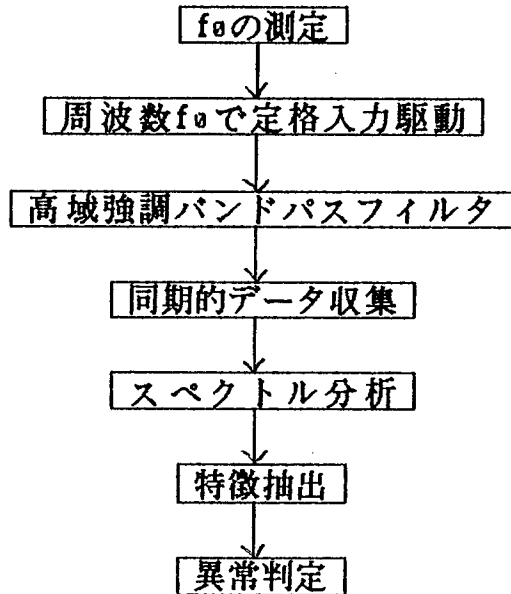 f0の測定
周波数f0で定格入力駆動
高域強調バンドパスフィルタ
同期的データ収集
スペクトル分析
特徴抽出
異常判定